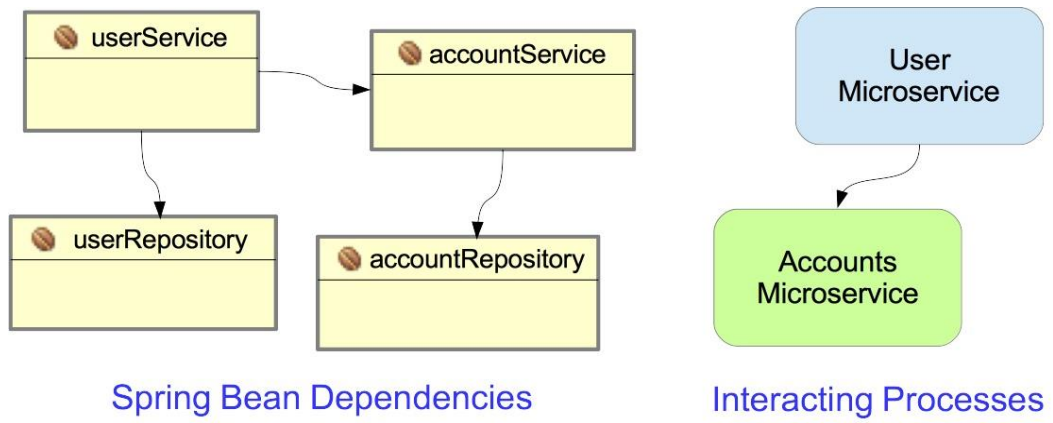 userService
accountService
userRepository
accountRepository
Spring Bean Dependencies
User
Microservice
Accounts
Microservice
Interacting Processes